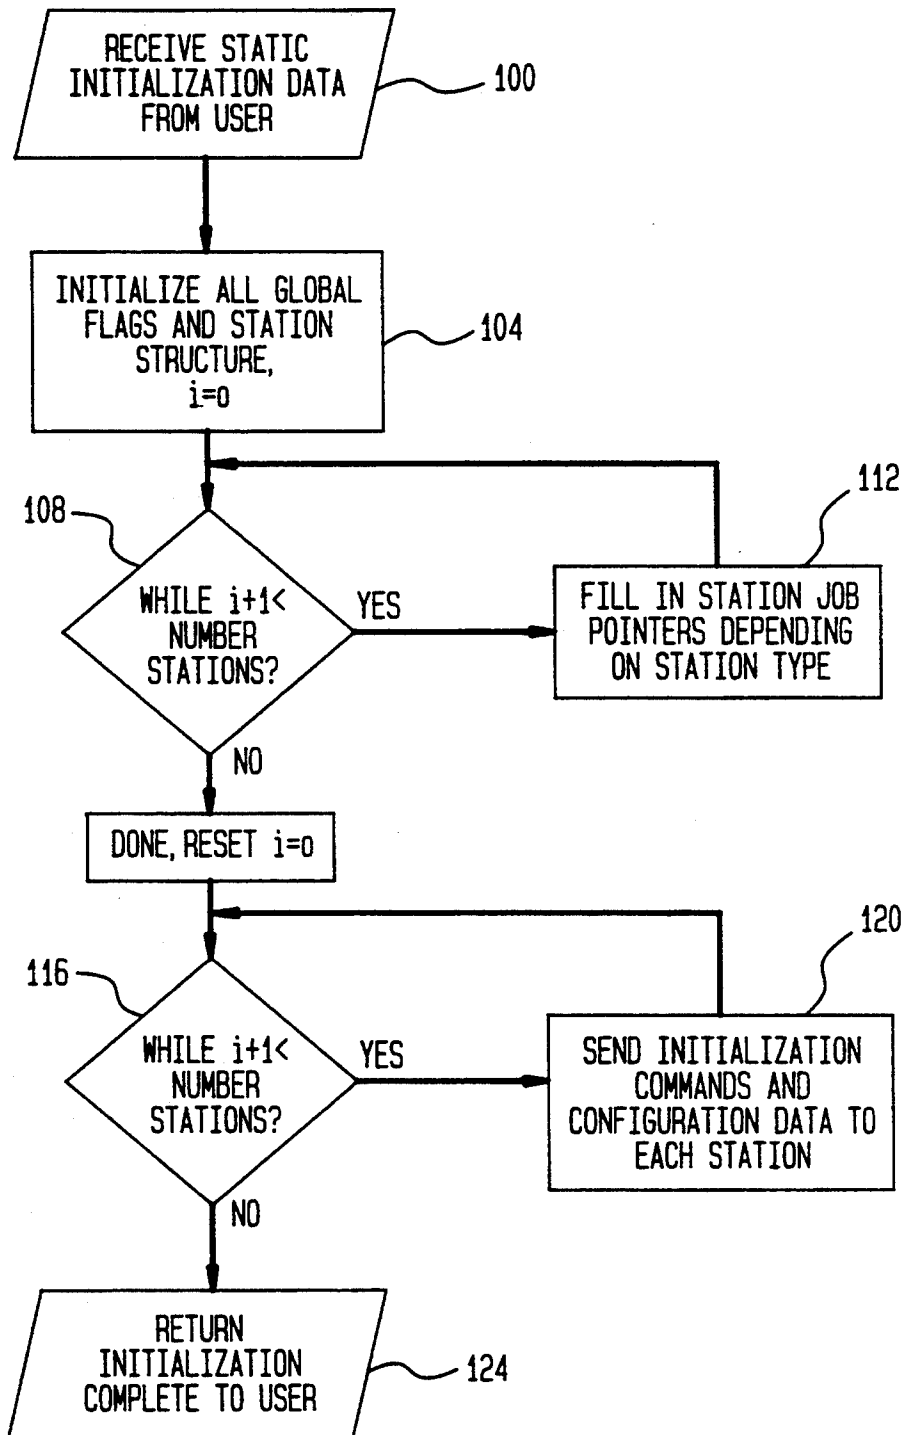 RECEIVE STATIC
INITIALIZATION DATA
FROM USER
100
INITIALIZE ALL GLOBAL
FLAGS AND STATION
STRUCTURE,
i=o
104
108
WHILE i+1<
NUMBER
STATIONS?
YES
112
FILL IN STATION JOB
POINTERS DEPENDING
ON STATION TYPE
NO
DONE, RESET i=o
116
WHILE i+1<
NUMBER
STATIONS?
YES
120
SEND INITIALIZATION
COMMANDS AND
CONFIGURATION DATA TO
EACH STATION
NO
RETURN
INITIALIZATION
COMPLETE TO USER
124